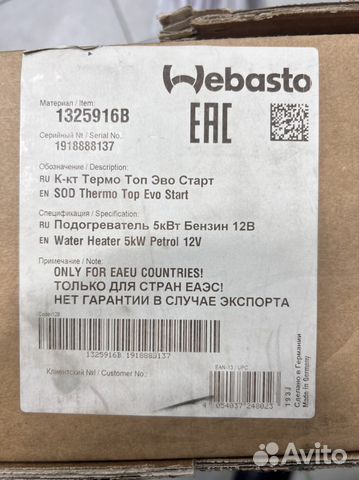 Webasto
Материал / Item:
1325916B
EAC
Серийный № / Serial No.:
1918888137
Обозначение / Description:
RU К-кт Термо Топ Эво Старт
EN SOD Thermo Top Evo Start
Спецификация / Specification:
RU Подогреватель 5кВт Бензин 12В
EN Water Heater 5kW Petrol 12V
Примечание / Note:
ONLY FOR EAEU COUNTRIES!
ТОЛЬКО ДЛЯ СТРАН ЕАЭС!
НЕТ ГАРАНТИИ В СЛУЧАЕ ЭКСПОРТА
Code128
1325916B 1918888137
Клиентский №/ Customer No.:
EAN-13 / UPC
4 054037 248023
193J
Сделано в Германии
Made in Germany
Avito